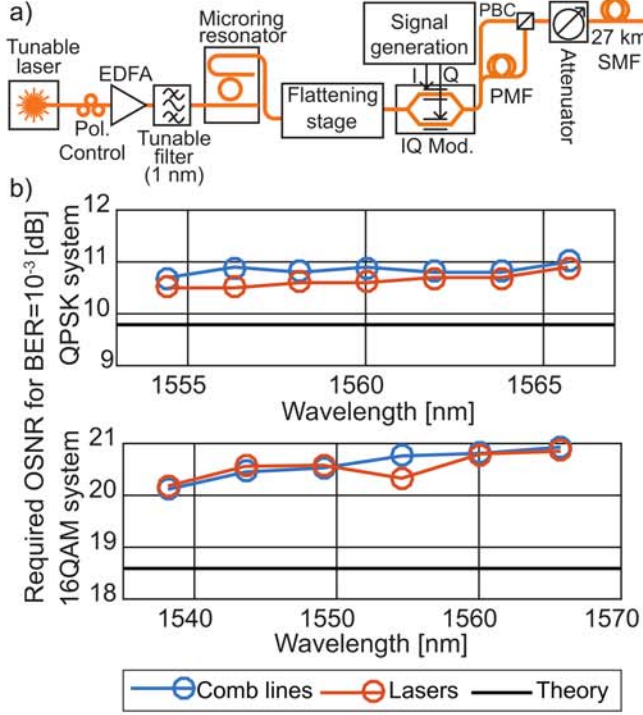 a)
Tunable
laser
Pol.
Control
EDFA
Tunable
filter
(1 nm)
Microring
resonator
Flattening
stage
Signal
generation
I Q
IQ Mod.
PBC
PMF
Attenuator
27 km
SMF
b)
Required OSNR for BER=10⁻³ [dB]
QPSK system
16QAM system
12
11
10
9
1555 1560 1565
Wavelength [nm]
21
20
19
18
1540 1550 1560 1570
Wavelength [nm]
Comb lines Lasers Theory